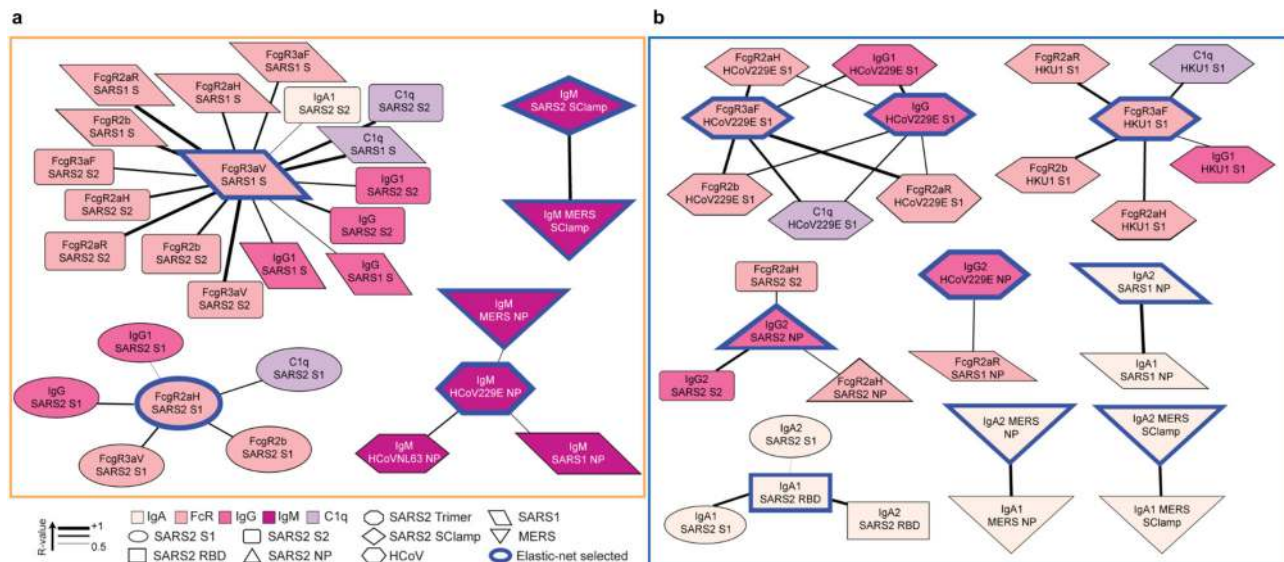 a
FcgR2aR
SARS1 S
FcgR2aH
SARS1 S
FcgR3aF
SARS1 S
FcgR2b
SARS1 S
IgA1
SARS2 S2
C1q
SARS2 S2
C1q
SARS1 S
FcgR3aF
SARS2 S2
FcgR3aV
SARS1 S
IgG1
SARS2 S2
FcgR2aH
SARS2 S2
IgG
SARS2 S2
FcgR2aR
SARS2 S2
FcgR2b
SARS2 S2
IgG1
SARS1 S
IgG
SARS1 S
FcgR3aV
SARS2 S2
IgM
SARS2 SClamp
IgM MERS
SClamp
IgG1
SARS2 S1
C1q
SARS2 S1
IgG
SARS2 S1
FcgR2aH
SARS2 S1
FcgR3aV
SARS2 S1
FcgR2b
SARS2 S1
IgM
MERS NP
IgM
HCoV229E NP
IgM
HCoVNL63 NP
IgM
SARS1 NP
b
FcgR2aH
HCoV229E S1
IgG1
HCoV229E S1
FcgR3aF
HCoV229E S1
IgG
HCoV229E S1
FcgR2b
HCoV229E S1
C1q
HCoV229E S1
FcgR2aR
HCoV229E S1
FcgR2aR
HKU1 S1
C1q
HKU1 S1
FcgR3aF
HKU1 S1
FcgR2b
HKU1 S1
IgG1
HKU1 S1
FcgR2aH
HKU1 S1
FcgR2aH
SARS2 S2
IgG2
SARS2 NP
IgG2
SARS2 S2
FcgR2aH
SARS2 NP
IgG2
HCoV229E NP
FcgR2aR
SARS1 NP
IgA2
SARS1 NP
IgA1
SARS1 NP
IgA2
SARS2 S1
IgA1
SARS2 RBD
IgA1
SARS2 S1
IgA2
SARS2 RBD
IgA2 MERS
NP
IgA1
MERS NP
IgA2 MERS
SClamp
IgA1 MERS
SClamp
R-value
+1
0.5
IgA FcR IgG IgM C1q SARS2 Trimer SARS1
SARS2 S1 SARS2 S2 SARS2 SClamp MERS
SARS2 RBD SARS2 NP HCoV Elastic-net selected